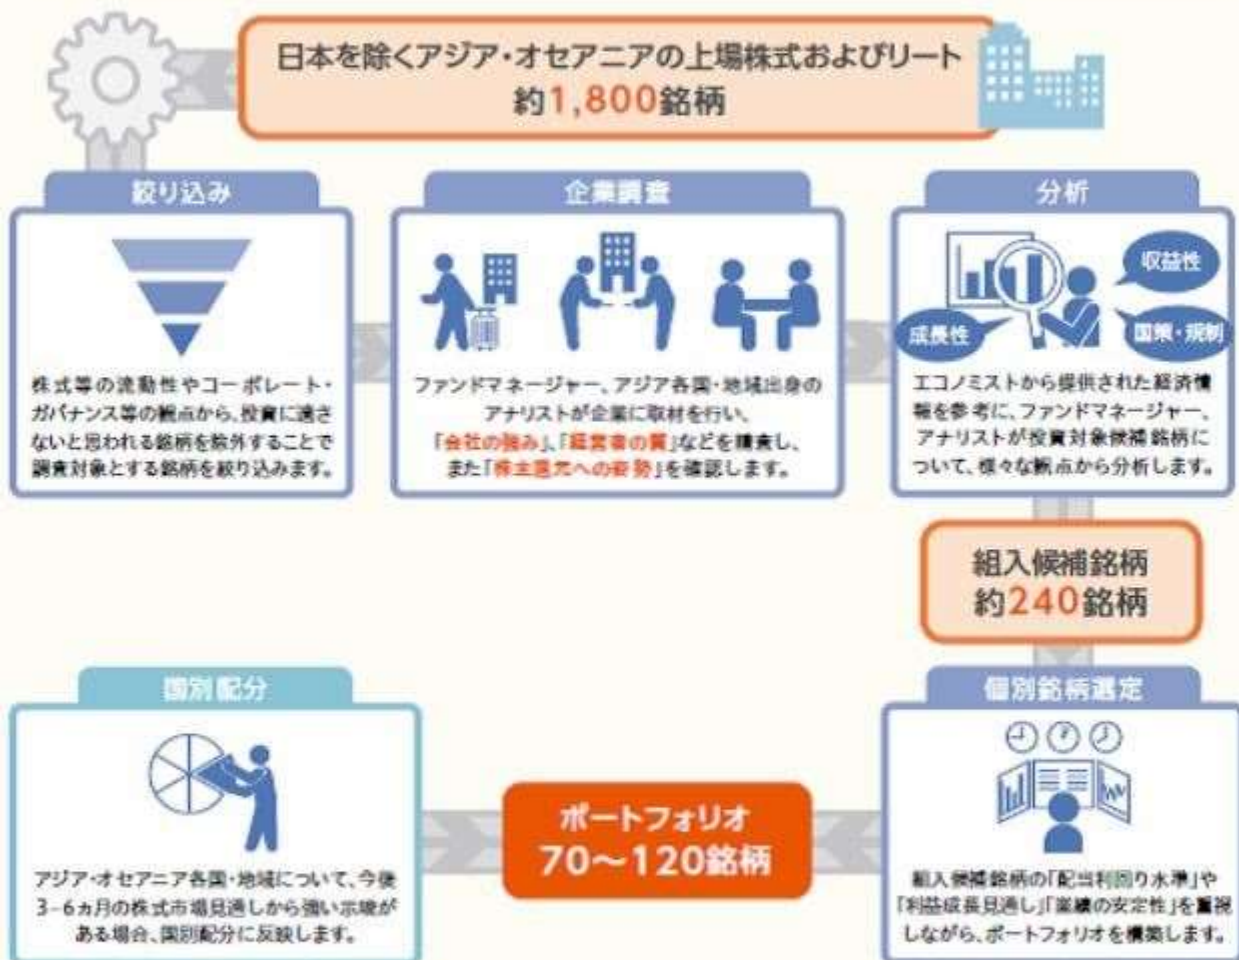 日本を除くアジア・オセアニアの上場株式およびリート
約1,800銘柄
絞り込み
株式等の流動性やコーポレート・
ガバナンス等の観点から、投資に適さ
ないと思われる銘柄を除外することで
調査対象とする銘柄を絞り込みます。
企業調査
ファンドマネージャー、アジア各国・地域出身の
アナリストが企業に取材を行い、
「会社の強み」、「経営者の質」などを精査し、
また「株主還元への姿勢」を確認します。
分析
収益性
成長性
国策・規制
エコノミストから提供された経済情
報を参考に、ファンドマネージャー、
アナリストが投資対象候補銘柄に
ついて、様々な観点から分析します。
組入候補銘柄
約240銘柄
個別銘柄選定
組入候補銘柄の「配当利回り水準」や
「利益成長見通し」「業績の安定性」を重視
しながら、ポートフォリオを構築します。
ポートフォリオ
70～120銘柄
国別配分
アジア・オセアニア各国・地域について、今後
3-6ヵ月の株式市場見通しから強い示唆が
ある場合、国別配分に反映します。